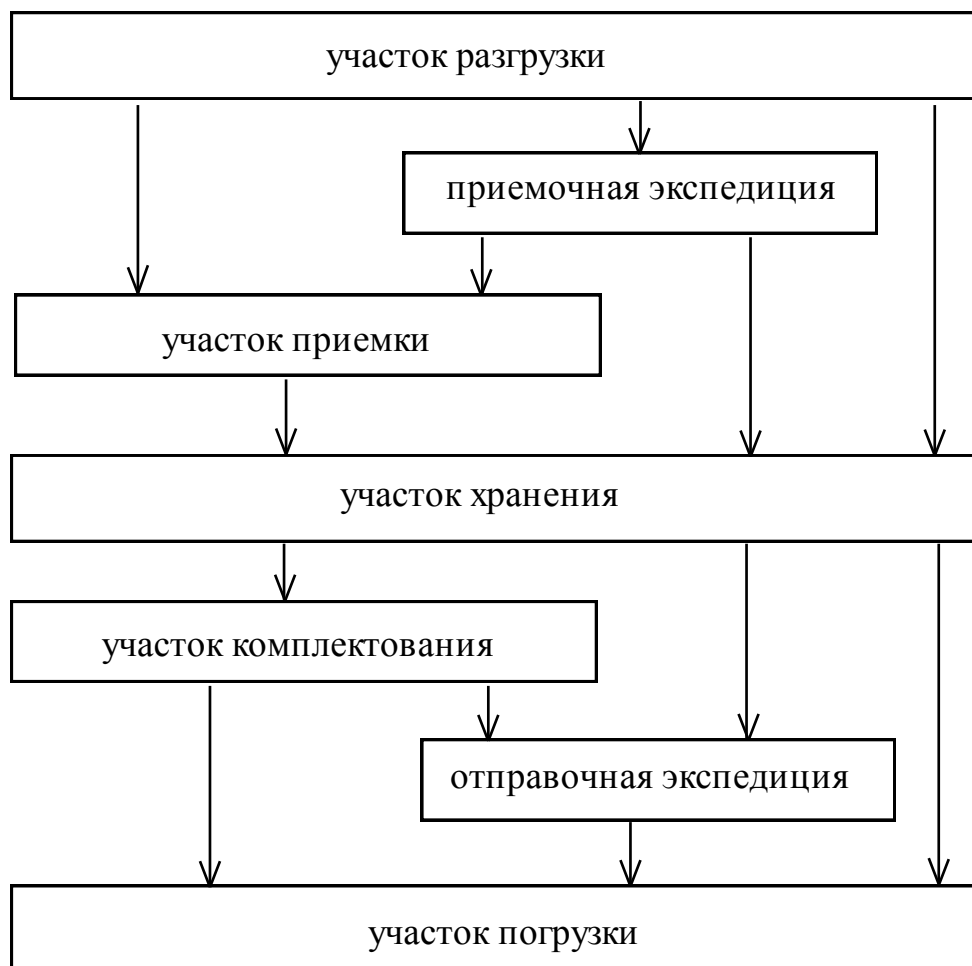 участок разгрузки
приемочная экспедиция
участок приемки
участок хранения
участок комплектования
отправочная экспедиция
участок погрузки